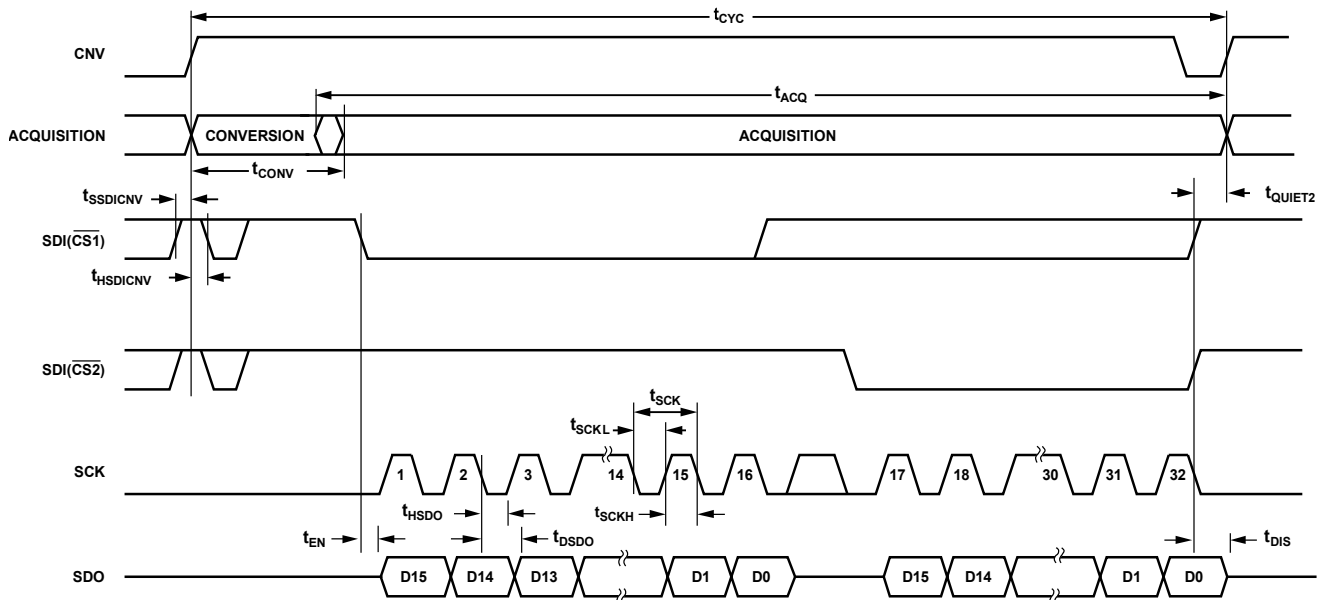 tCYC
CNV
tACQ
ACQUISITION CONVERSION ACQUISITION
tCONV
tSSDICNV
tQUIET2
SDI(CS1)
tHSDICNV
SDI(CS2)
tSCK
tSCKL
SCK 1 2 3 14 15 16 17 18 30 31 32
tHSDO tSCKH
tEN tDSDO tDIS
SDO D15 D14 D13 D1 D0 D15 D14 D1 D0